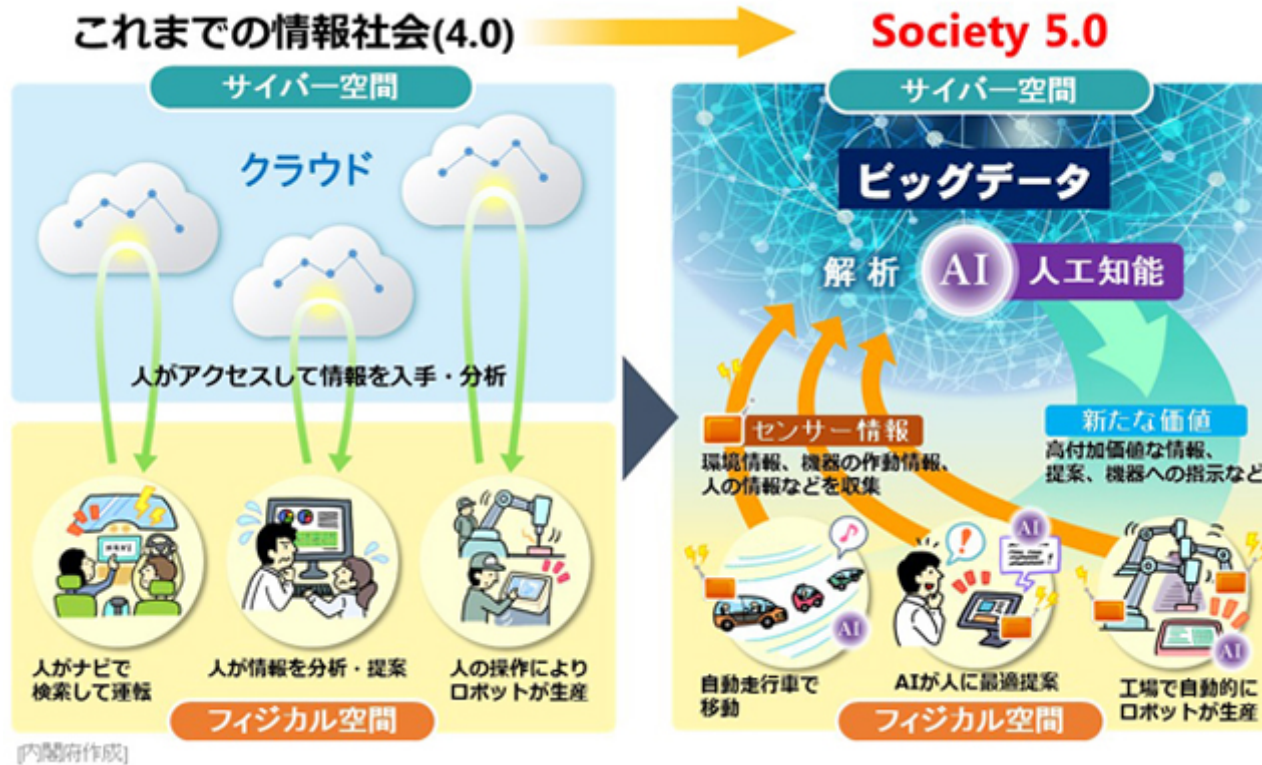 これまでの情報社会(4.0)
Society 5.0
サイバー空間
クラウド
人がアクセスして情報を入手・分析
人がナビで
検索して運転
人が情報を分析・提案
人の操作により
ロボットが生産
フィジカル空間
[内閣府作成]
サイバー空間
ビッグデータ
解析 AI 人工知能
センサー情報
環境情報、機器の作動情報、
人の情報などを収集
新たな価値
高付加価値な情報、
提案、機器への指示など
AI
AI
AI
自動走行車で
移動
AIが人に最適提案
工場で自動的に
ロボットが生産
フィジカル空間